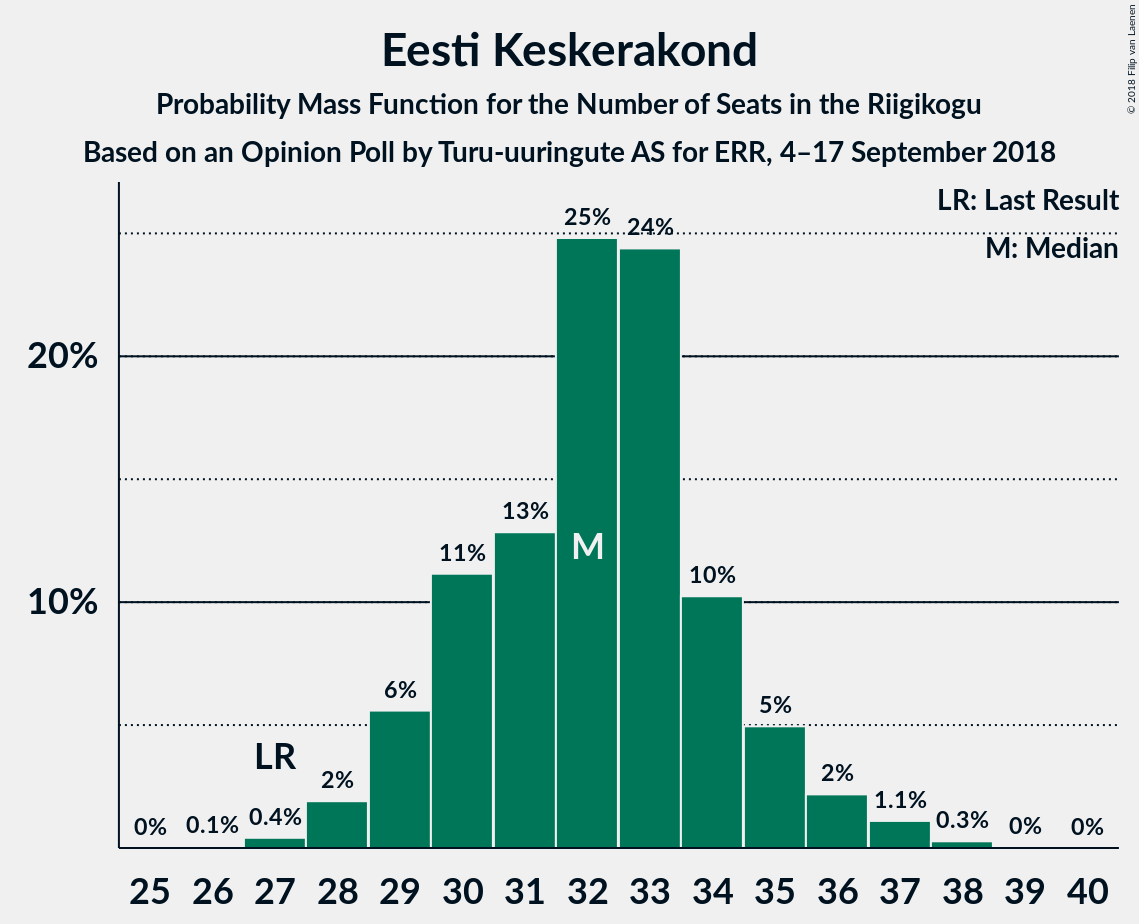 Eesti Keskerakond
Probability Mass Function for the Number of Seats in the Riigikogu
Based on an Opinion Poll by Turu-uuringute AS for ERR, 4–17 September 2018
© 2018 Filip van Laenen
LR: Last Result
M: Median
25%
24%
20%
13%
11%
M
10%
10%
6%
5%
LR
2%
2%
0%
0.1%
0.4%
1.1%
0.3%
0%
0%
25 26 27 28 29 30 31 32 33 34 35 36 37 38 39 40